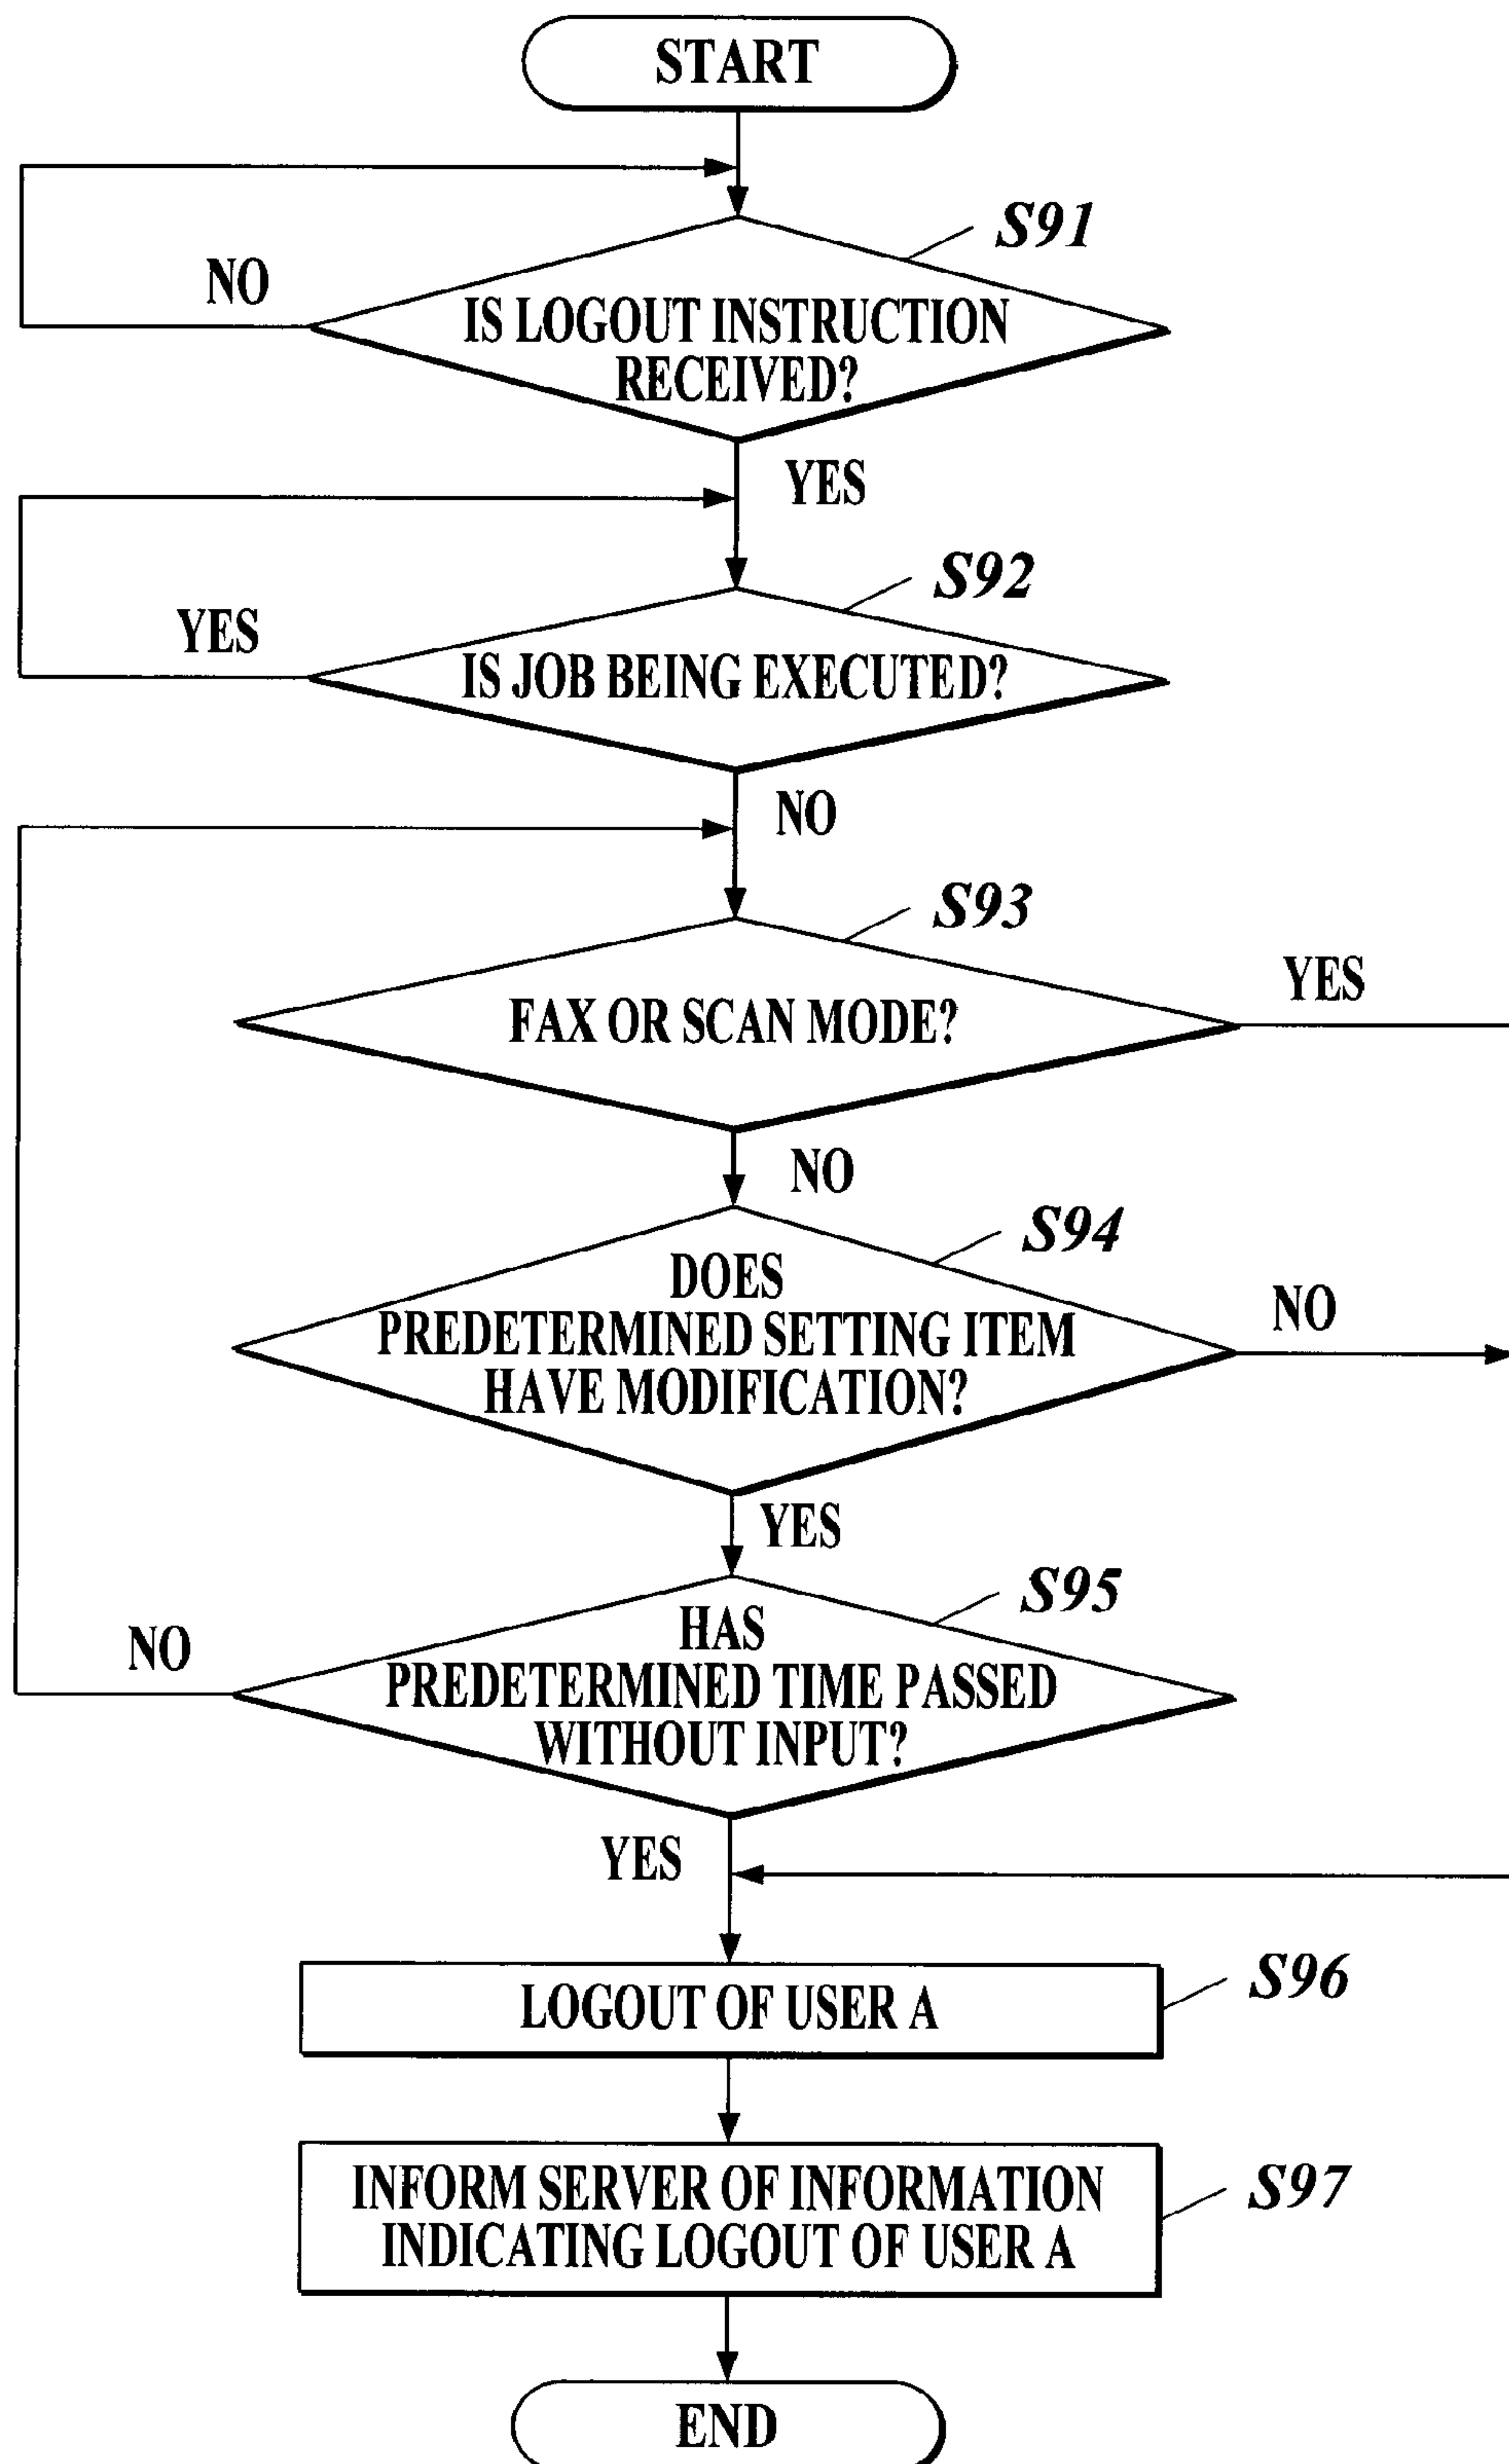 START
S91
NO
IS LOGOUT INSTRUCTION
RECEIVED?
YES
S92
YES
IS JOB BEING EXECUTED?
NO
S93
YES
FAX OR SCAN MODE?
NO
S94
DOES
PREDETERMINED SETTING ITEM
HAVE MODIFICATION?
NO
YES
S95
HAS
NO
PREDETERMINED TIME PASSED
WITHOUT INPUT?
YES
LOGOUT OF USER A
S96
INFORM SERVER OF INFORMATION
INDICATING LOGOUT OF USER A
S97
END